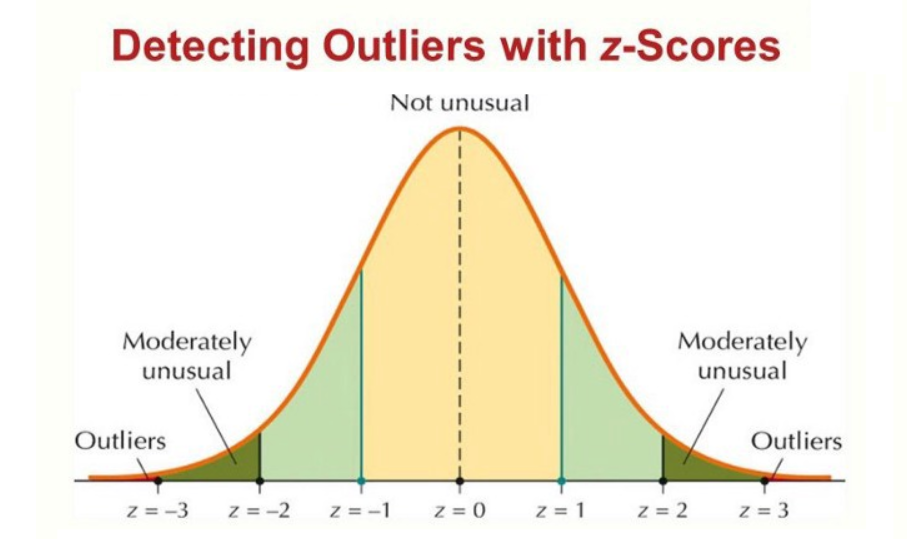 Detecting Outliers with z-Scores
Not unusual
Moderately
unusual
Moderately
unusual
Outliers
Outliers
z = –3
z = –2
z = –1
z = 0
z = 1
z = 2
z = 3